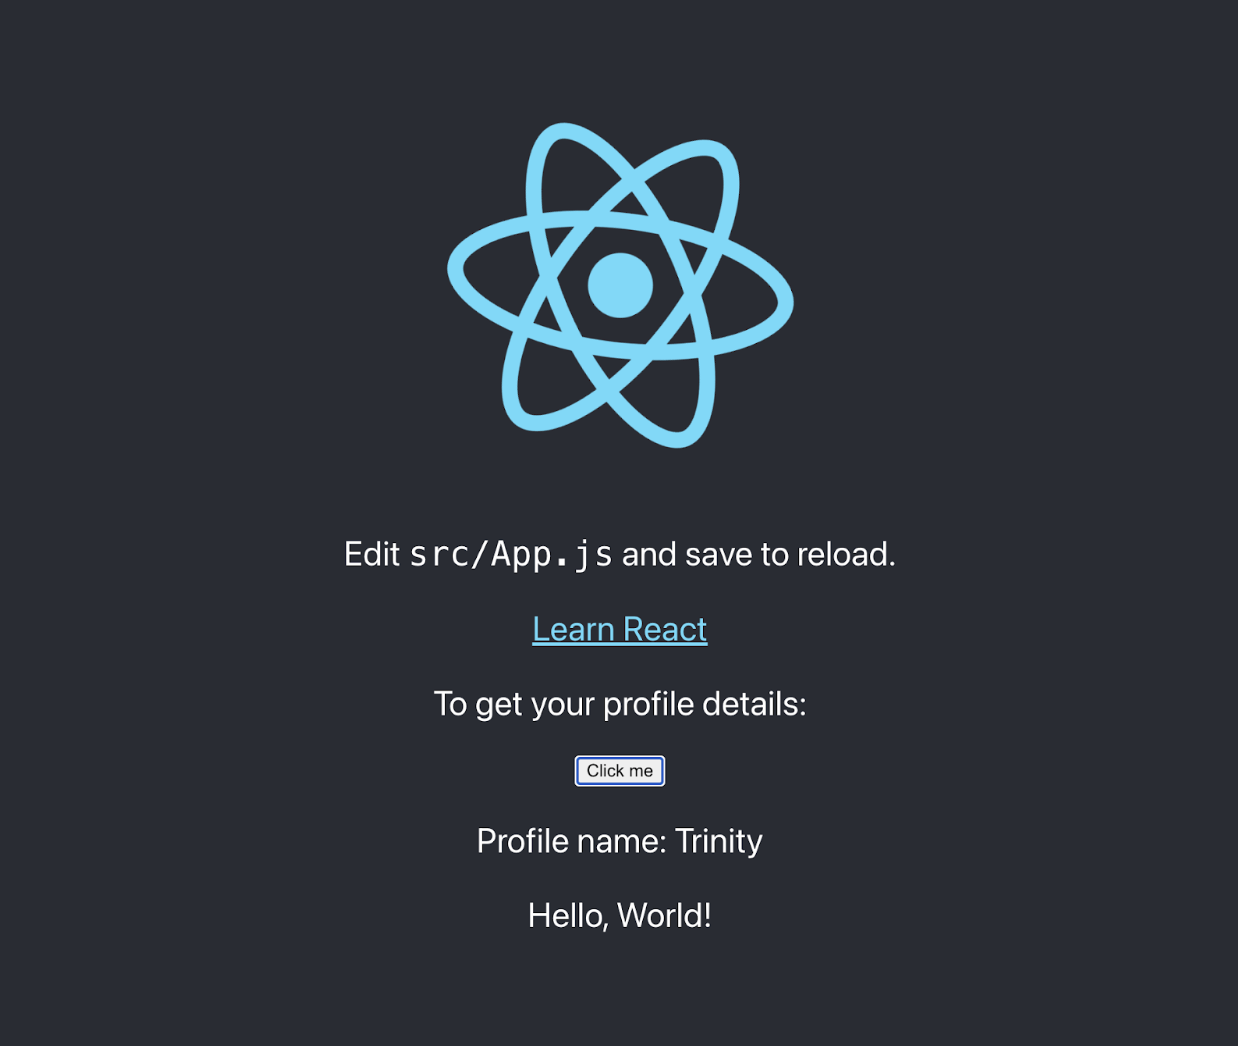 Edit src/App.js and save to reload.
Learn React
To get your profile details:
Click me
Profile name: Trinity
Hello, World!